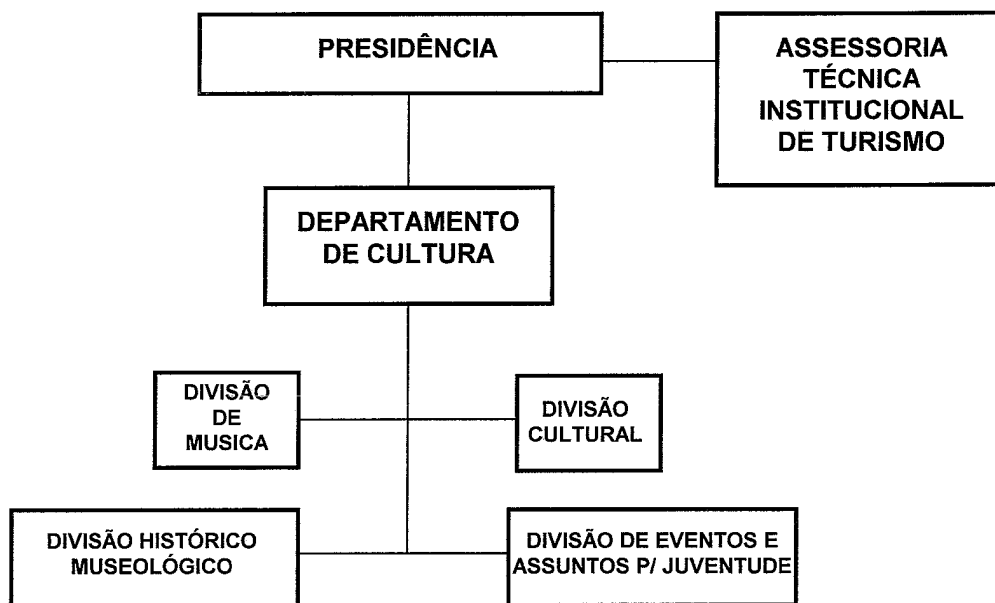 PRESIDÊNCIA
ASSESSORIA
TÉCNICA
INSTITUCIONAL
DE TURISMO
DEPARTAMENTO
DE CULTURA
DIVISÃO
DE
MUSICA
DIVISÃO
CULTURAL
DIVISÃO HISTÓRICO
MUSEOLÓGICO
DIVISÃO DE EVENTOS E
ASSUNTOS P/ JUVENTUDE